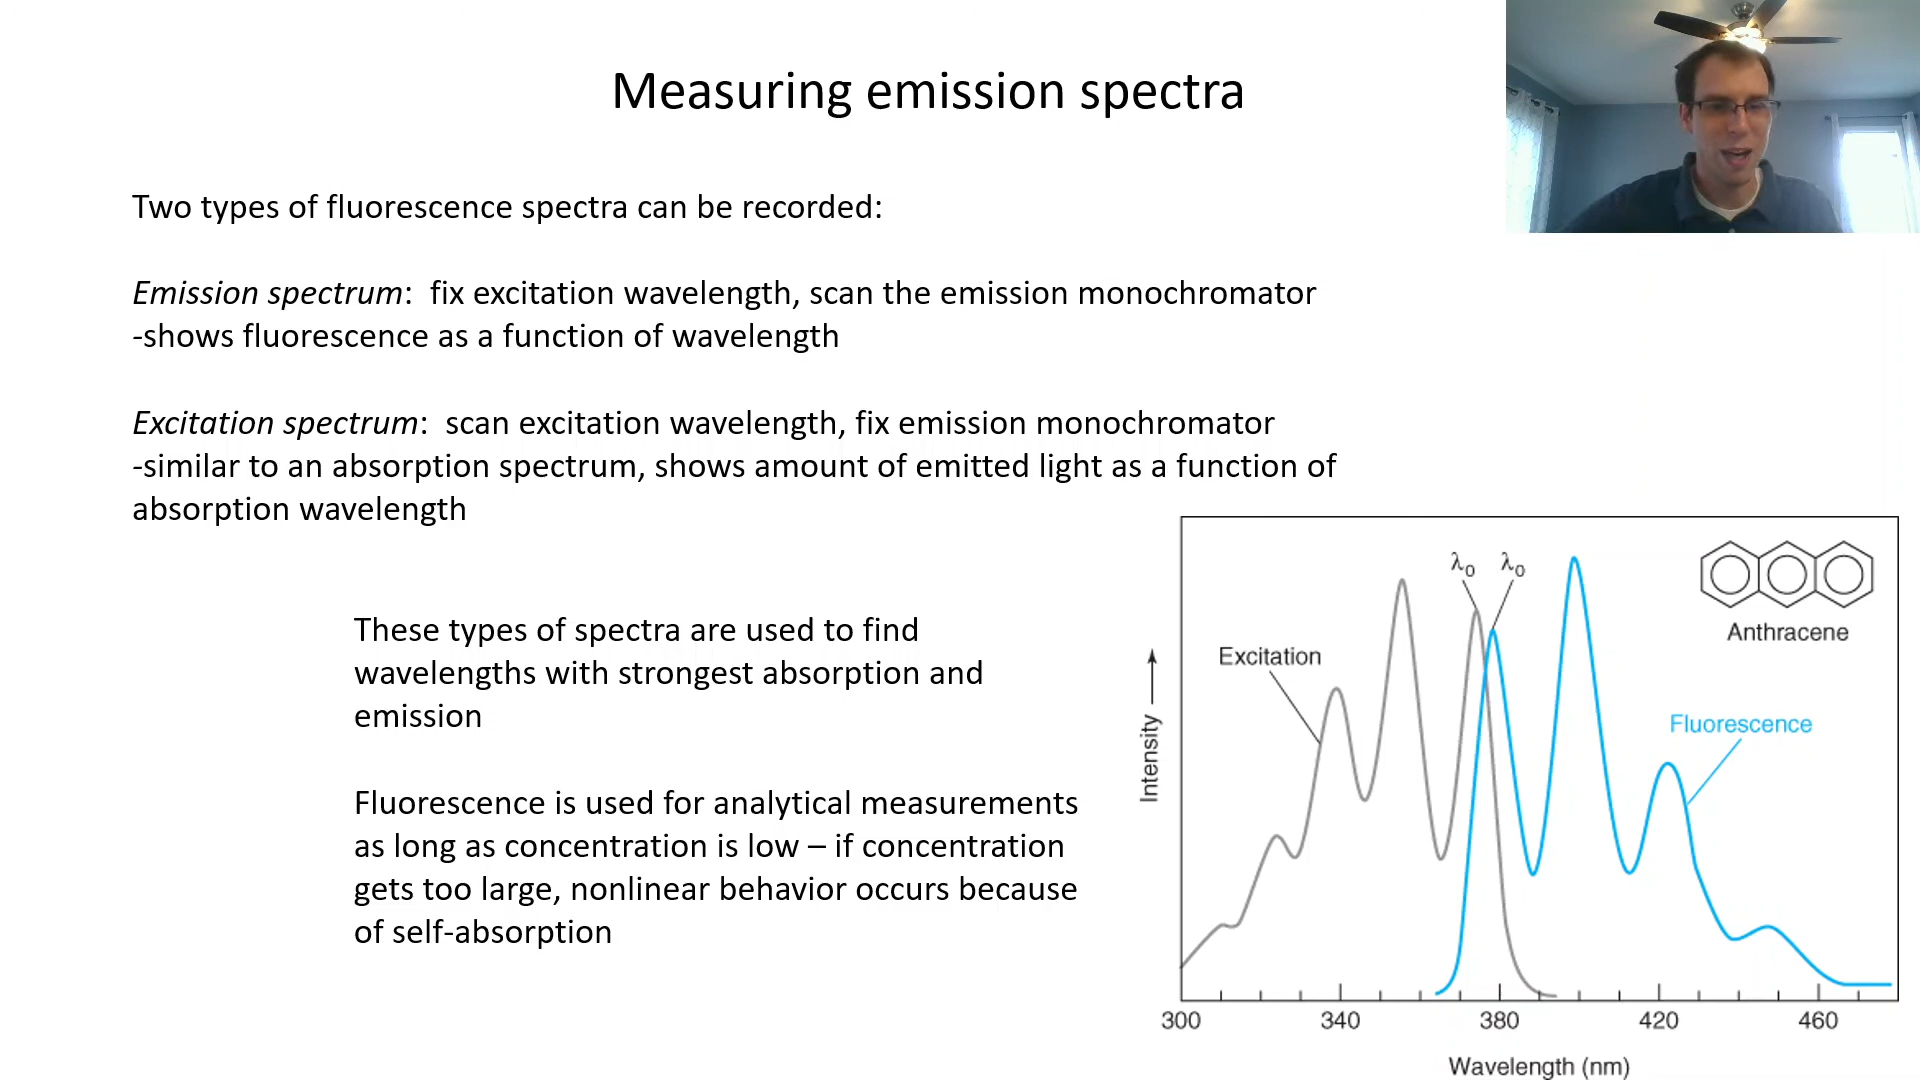 Measuring emission spectra
Two types of fluorescence spectra can be recorded:
Emission spectrum:  fix excitation wavelength, scan the emission monochromator
-shows fluorescence as a function of wavelength
Excitation spectrum:  scan excitation wavelength, fix emission monochromator
-similar to an absorption spectrum, shows amount of emitted light as a function of
absorption wavelength
These types of spectra are used to find
wavelengths with strongest absorption and
emission
Fluorescence is used for analytical measurements
as long as concentration is low – if concentration
gets too large, nonlinear behavior occurs because
of self-absorption
λ₀ λ₀
Anthracene
Excitation
Fluorescence
Intensity
300 340 380 420 460
Wavelength (nm)